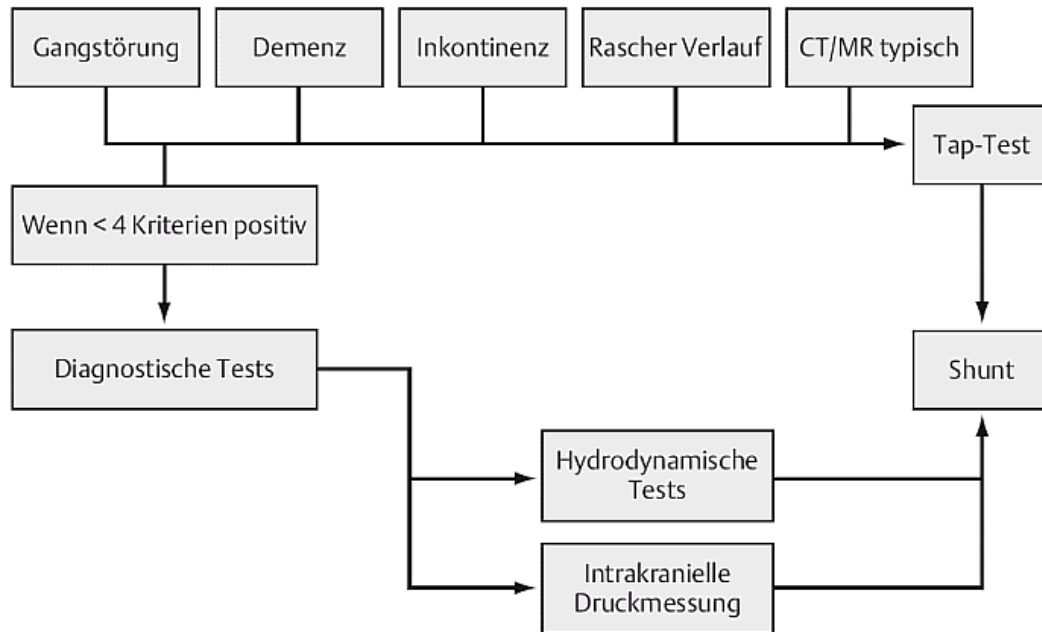 Gangstörung
Demenz
Inkontinenz
Rascher Verlauf
CT/MR typisch
Tap-Test
Wenn < 4 Kriterien positiv
Diagnostische Tests
Shunt
Hydrodynamische
Tests
Intrakranielle
Druckmessung